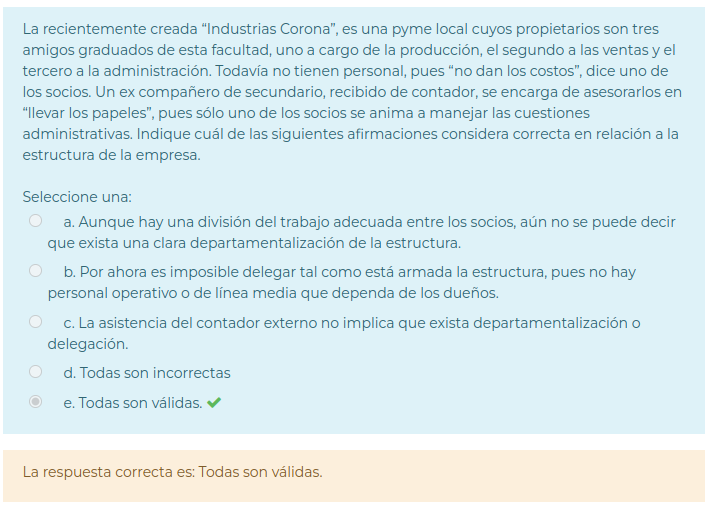 La recientemente creada “Industrias Corona”, es una pyme local cuyos propietarios son tres
amigos graduados de esta facultad, uno a cargo de la producción, el segundo a las ventas y el
tercero a la administración. Todavía no tienen personal, pues “no dan los costos”, dice uno de
los socios. Un ex compañero de secundario, recibido de contador, se encarga de asesorarlos en
“llevar los papeles”, pues sólo uno de los socios se anima a manejar las cuestiones
administrativas. Indique cuál de las siguientes afirmaciones considera correcta en relación a la
estructura de la empresa.
Seleccione una:
a. Aunque hay una división del trabajo adecuada entre los socios, aún no se puede decir
que exista una clara departamentalización de la estructura.
b. Por ahora es imposible delegar tal como está armada la estructura, pues no hay
personal operativo o de línea media que dependa de los dueños.
c. La asistencia del contador externo no implica que exista departamentalización o
delegación.
d. Todas son incorrectas
e. Todas son válidas.
La respuesta correcta es: Todas son válidas.